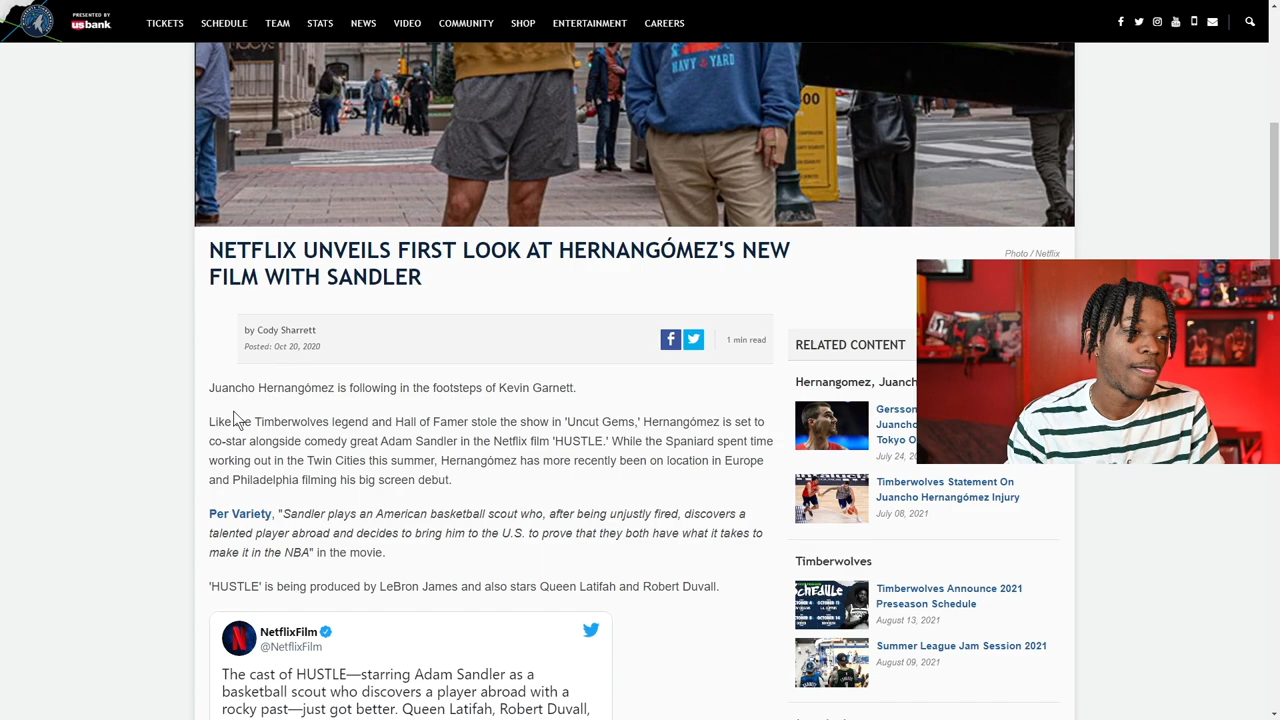 PRESENTED BY
usbank
TICKETS SCHEDULE TEAM STATS NEWS VIDEO COMMUNITY SHOP ENTERTAINMENT CAREERS
NAVY YARD
NETFLIX UNVEILS FIRST LOOK AT HERNANGÓMEZ'S NEW
FILM WITH SANDLER
Photo / Netflix
by Cody Sharrett
Posted: Oct 20, 2020
1 min read
Juancho Hernangómez is following in the footsteps of Kevin Garnett.
Like Timberwolves legend and Hall of Famer stole the show in 'Uncut Gems,' Hernangómez is set to
co-star alongside comedy great Adam Sandler in the Netflix film 'HUSTLE.' While the Spaniard spent time
working out in the Twin Cities this summer, Hernangómez has more recently been on location in Europe
and Philadelphia filming his big screen debut.
Per Variety, "Sandler plays an American basketball scout who, after being unjustly fired, discovers a
talented player abroad and decides to bring him to the U.S. to prove that they both have what it takes to
make it in the NBA" in the movie.
'HUSTLE' is being produced by LeBron James and also stars Queen Latifah and Robert Duvall.
NetflixFilm
@NetflixFilm
The cast of HUSTLE—starring Adam Sandler as a
basketball scout who discovers a player abroad with a
rocky past—just got better. Queen Latifah, Robert Duvall,
RELATED CONTENT
Hernangomez, Juanch
Gersson
Juancho
Tokyo O
July 24,
Timberwolves Statement On
Juancho Hernangómez Injury
July 08, 2021
Timberwolves
SCHEDULE
Timberwolves Announce 2021
Preseason Schedule
August 13, 2021
Summer League Jam Session 2021
August 09, 2021